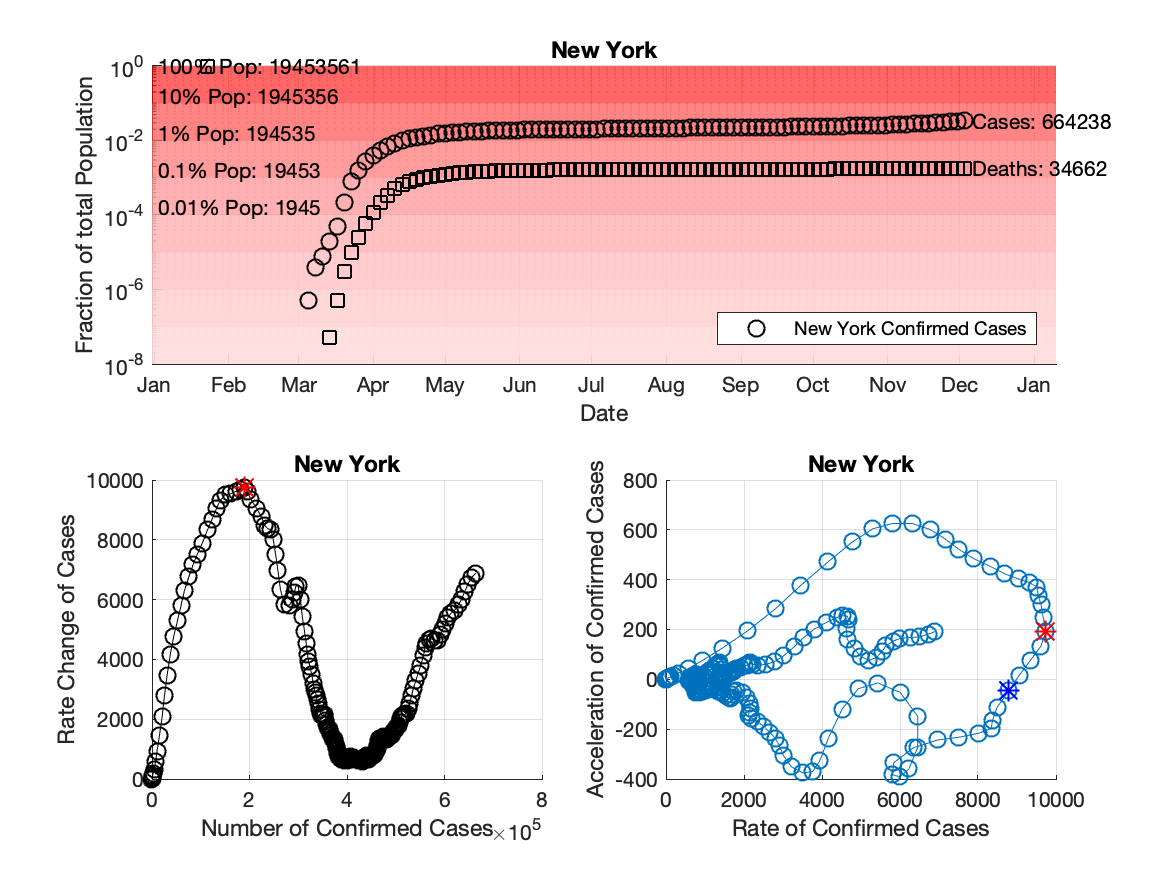 New York
Fraction of total Population
10^0
10^-2
10^-4
10^-6
10^-8
100% Pop: 19453561
10% Pop: 1945356
1% Pop: 194535
0.1% Pop: 19453
0.01% Pop: 1945
Cases: 664238
Deaths: 34662
New York Confirmed Cases
Jan Feb Mar Apr May Jun Jul Aug Sep Oct Nov Dec Jan
Date
New York
Rate Change of Cases
10000
8000
6000
4000
2000
0
0 2 4 6 8
Number of Confirmed Cases ×10^5
New York
Acceleration of Confirmed Cases
800
600
400
200
0
-200
-400
0 2000 4000 6000 8000 10000
Rate of Confirmed Cases